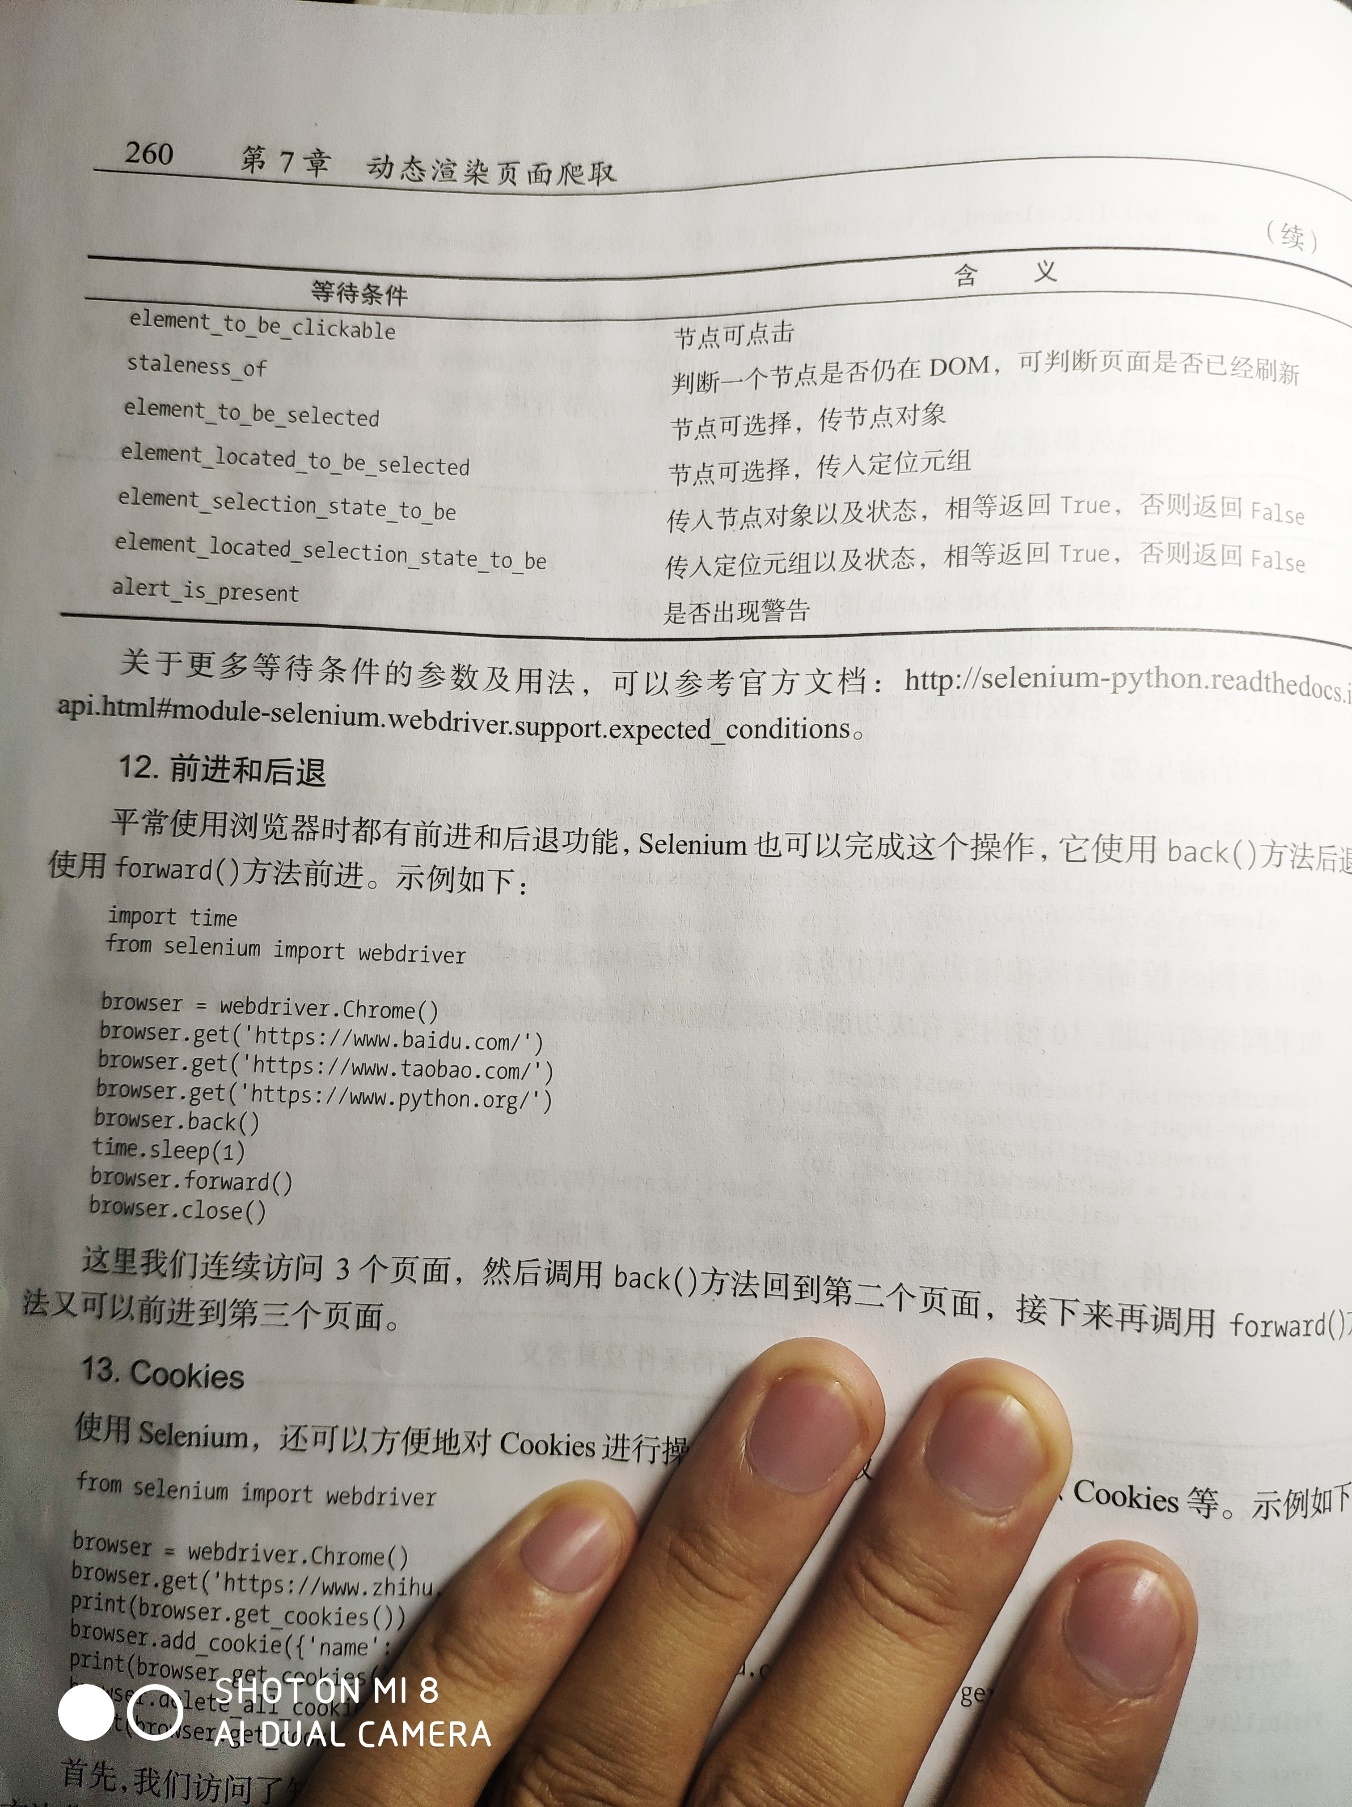 260 第 7 章 动态渲染页面爬取
（续）
等待条件 含 义
element_to_be_clickable 节点可点击
staleness_of 判断一个节点是否仍在 DOM，可判断页面是否已经刷新
element_to_be_selected 节点可选择，传节点对象
element_located_to_be_selected 节点可选择，传入定位元组
element_selection_state_to_be 传入节点对象以及状态，相等返回 True，否则返回 False
element_located_selection_state_to_be 传入定位元组以及状态，相等返回 True，否则返回 False
alert_is_present 是否出现警告
关于更多等待条件的参数及用法，可以参考官方文档：http://selenium-python.readthedocs.i
api.html#module-selenium.webdriver.support.expected_conditions。
12. 前进和后退
平常使用浏览器时都有前进和后退功能，Selenium 也可以完成这个操作，它使用 back()方法后退
使用 forward()方法前进。示例如下：
import time
from selenium import webdriver
browser = webdriver.Chrome()
browser.get('https://www.baidu.com/')
browser.get('https://www.taobao.com/')
browser.get('https://www.python.org/')
browser.back()
time.sleep(1)
browser.forward()
browser.close()
这里我们连续访问 3 个页面，然后调用 back()方法回到第二个页面，接下来再调用 forward()
法又可以前进到第三个页面。
13. Cookies
使用 Selenium，还可以方便地对 Cookies 进行操 Cookies 等。示例如下
from selenium import webdriver
browser = webdriver.Chrome()
browser.get('https://www.zhihu.
print(browser.get_cookies())
browser.add_cookie({'name':
print(browser.get_cookies(
browser.delete_all_cooki
t(browser.get_coo
首先，我们访问了
SHOT ON MI 8
AI DUAL CAMERA